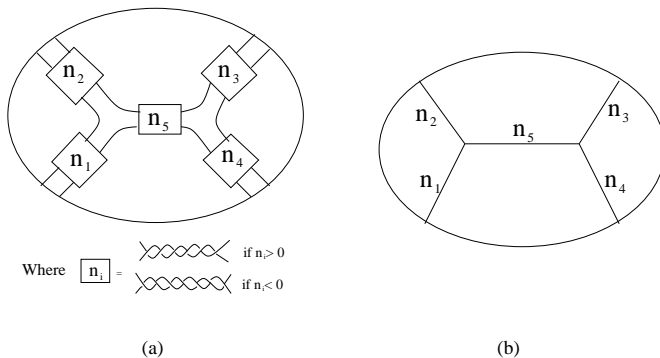 n2 n3 n5 n1 n4
n2 n3 n5 n1 n4
Where ni = if ni > 0
if ni < 0
(a) (b)